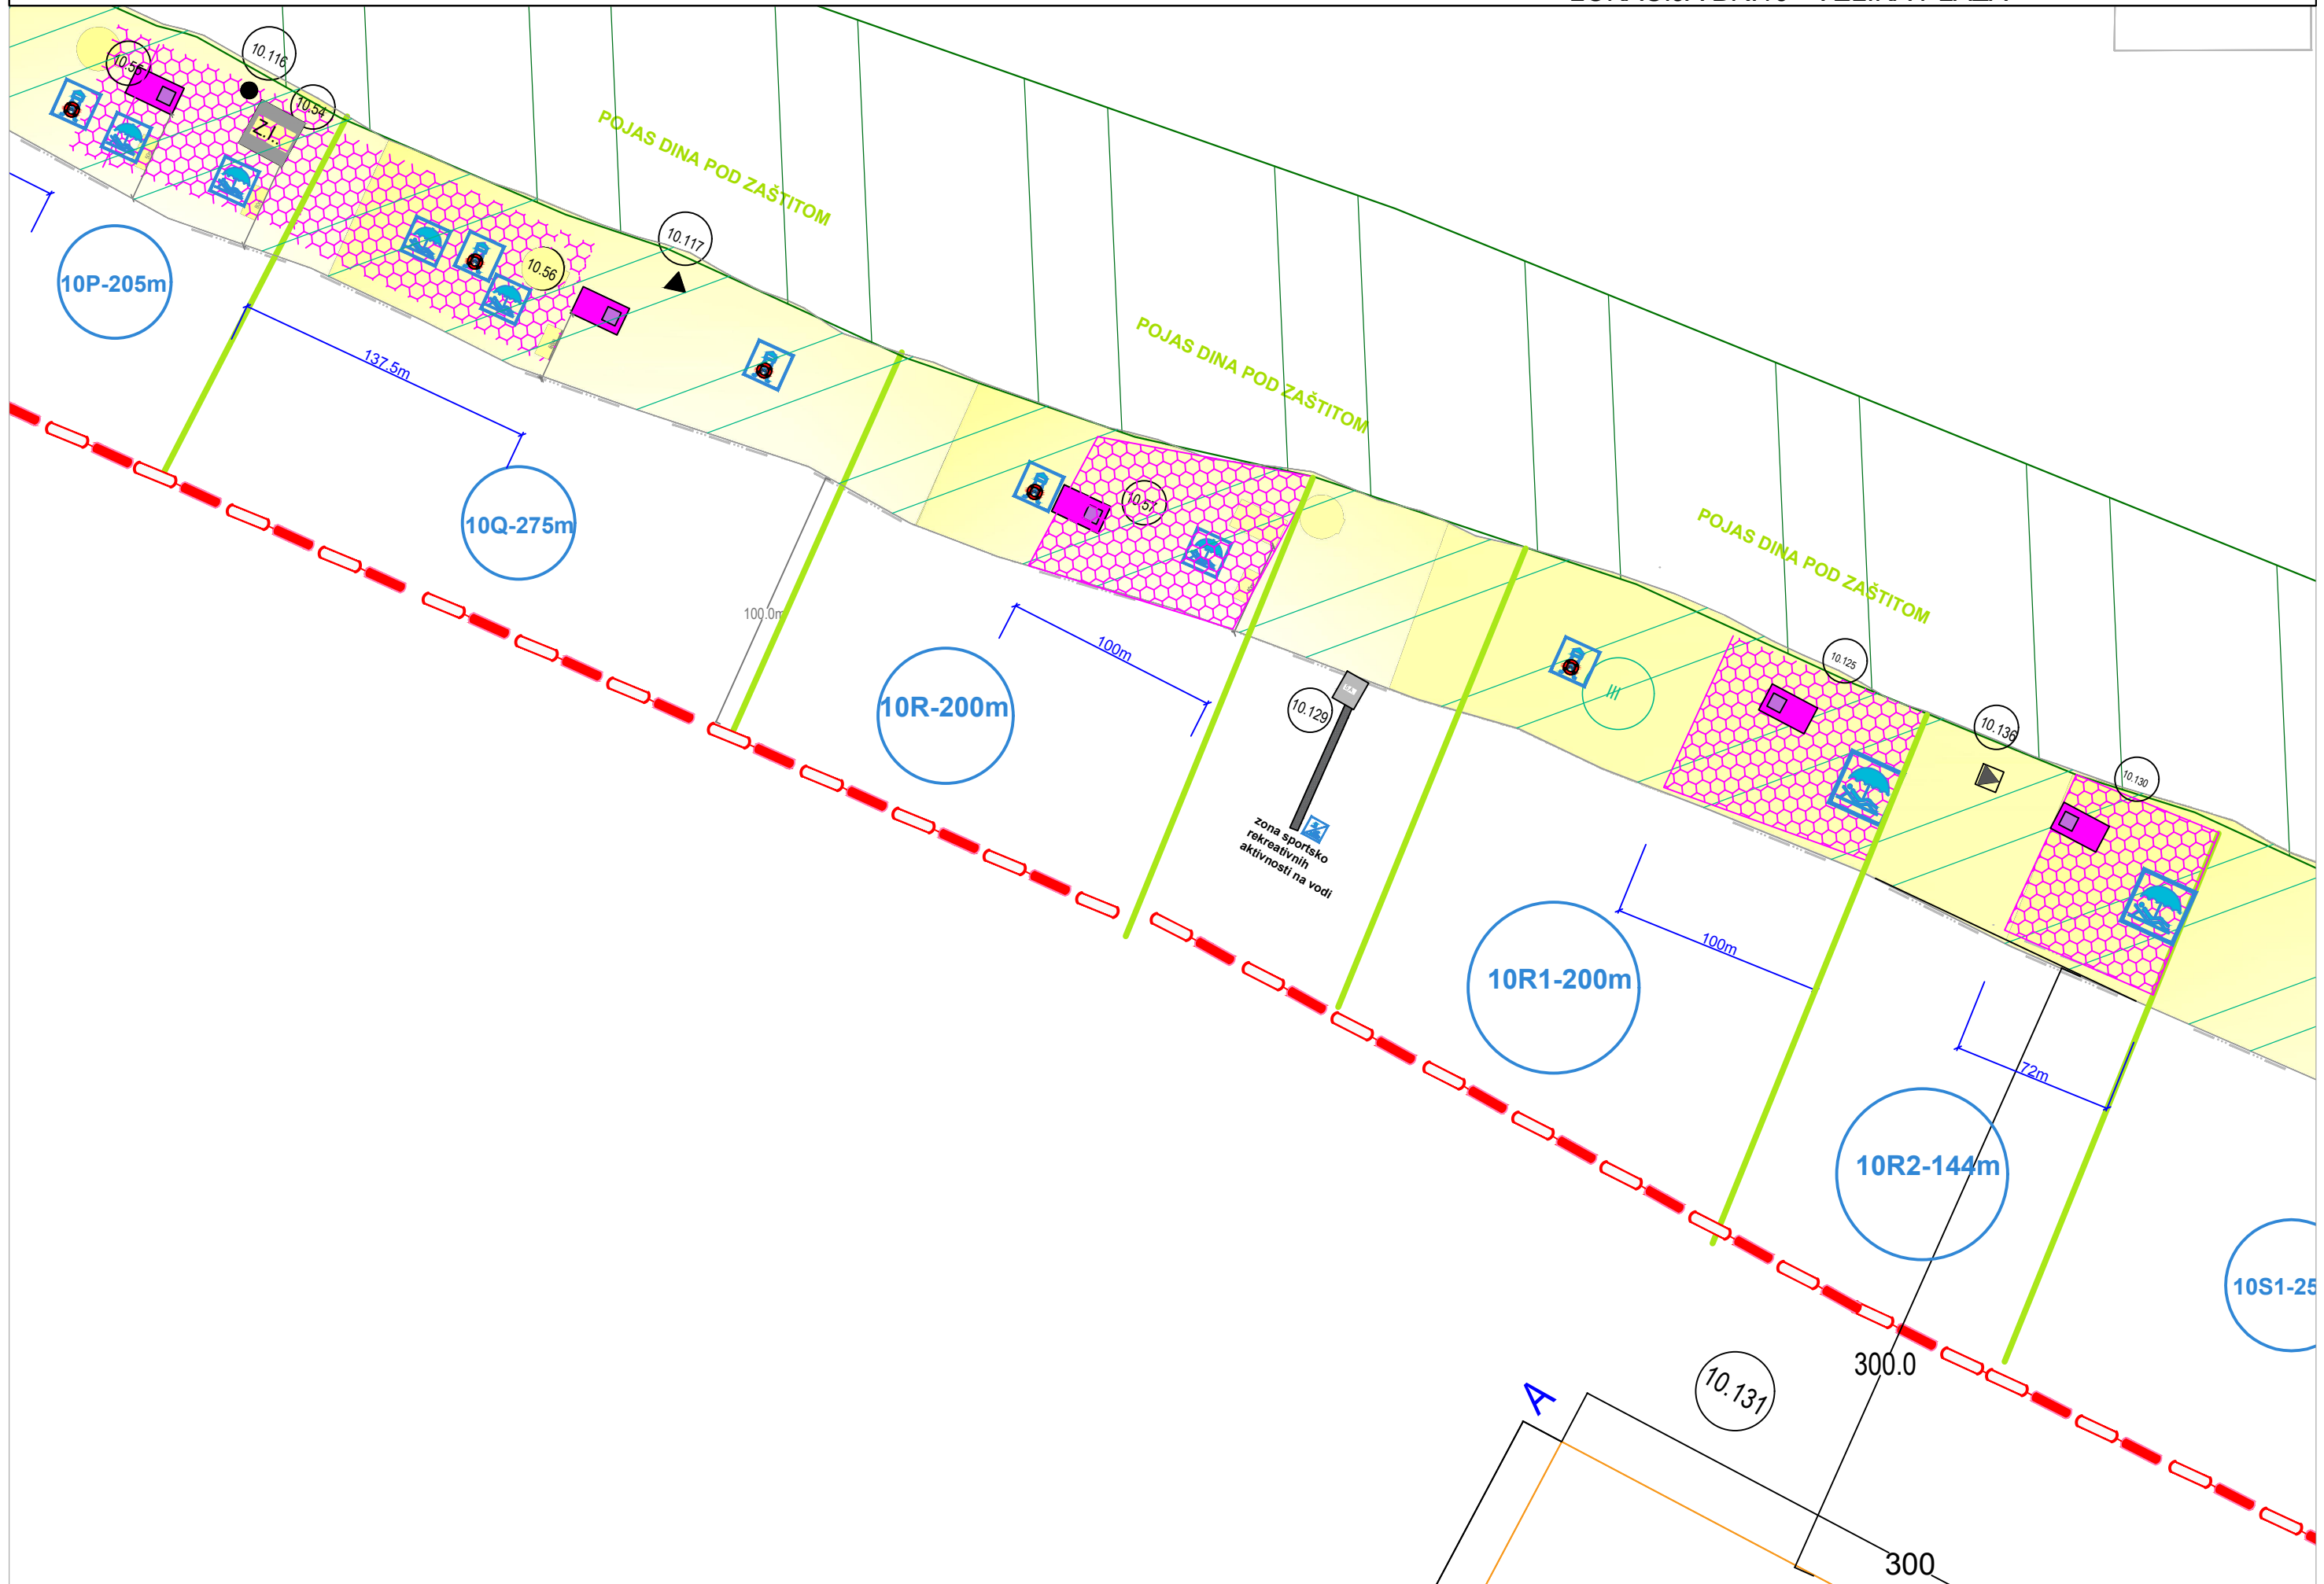 10.55
10.116
10.54
Z.I.
POJAS DINA POD ZAŠTITOM
10.117
10.56
10P-205m
137.5m
10Q-275m
POJAS DINA POD ZAŠTITOM
10.57
100.0m
100m
10R-200m
POJAS DINA POD ZAŠTITOM
10.129
zona sportsko
rekreativnih
aktivnosti na vodi
10.125
10.136
10.130
100m
10R1-200m
72m
10R2-144m
10S1-25
300.0
10.131
A
300